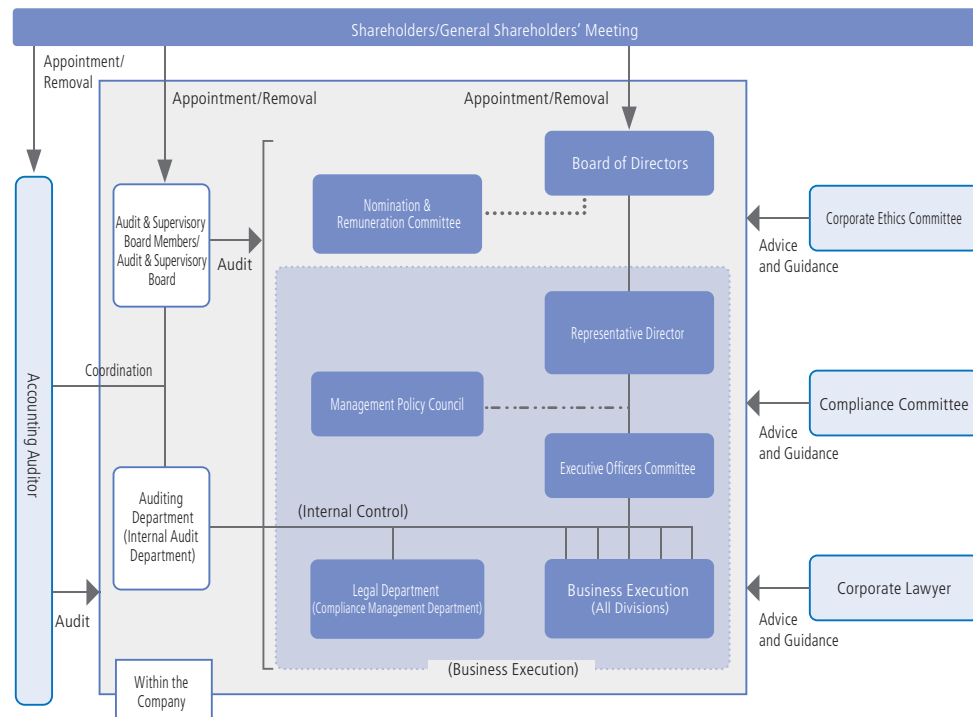 Shareholders/General Shareholders’ Meeting
Appointment/
Removal
Appointment/Removal
Appointment/Removal
Board of Directors
Nomination &
Remuneration Committee
Audit & Supervisory
Board Members/
Audit & Supervisory
Board
Audit
Corporate Ethics Committee
Advice
and Guidance
Representative Director
Coordination
Accounting Auditor
Management Policy Council
Compliance Committee
Advice
and Guidance
Executive Officers Committee
Auditing
Department
(Internal Audit
Department)
(Internal Control)
Legal Department
(Compliance Management Department)
Business Execution
(All Divisions)
Corporate Lawyer
Advice
and Guidance
Audit
(Business Execution)
Within the
Company